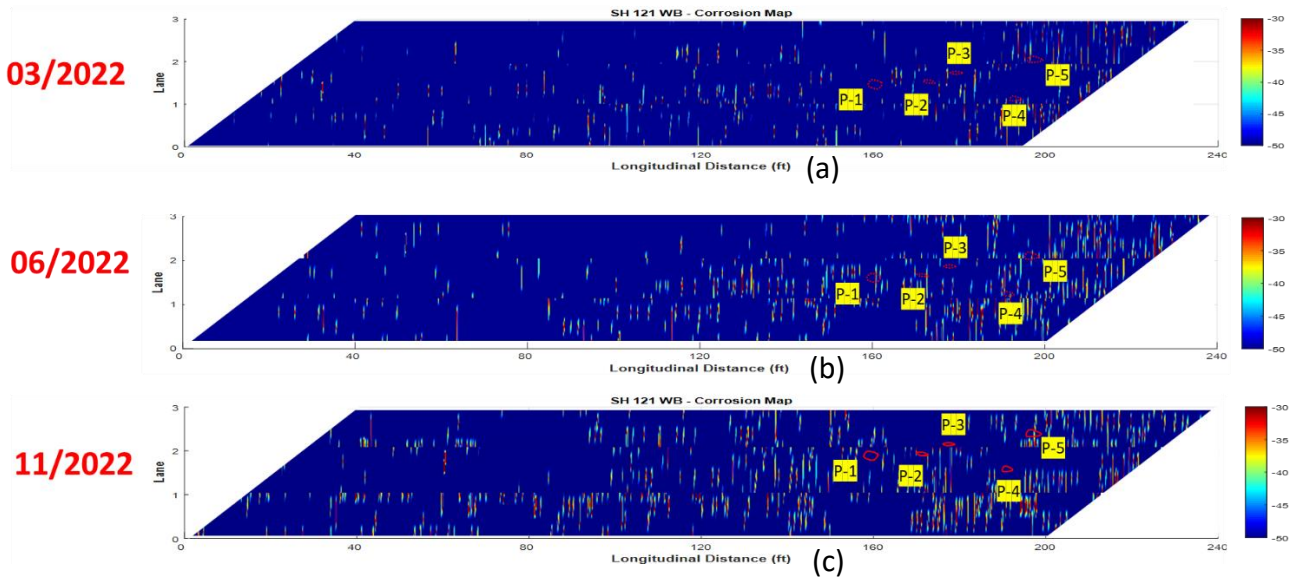 SH 121 WB - Corrosion Map
03/2022
Lane
3
2
1
0
P-3
P-5
P-1
P-2
P-4
0 40 80 120 160 200 240
Longitudinal Distance (ft)
(a)
-30
-35
-40
-45
-50
06/2022
Lane
3
2
1
0
P-3
P-5
P-1
P-2
P-4
0 40 80 120 160 200 240
Longitudinal Distance (ft)
(b)
-30
-35
-40
-45
-50
SH 121 WB - Corrosion Map
11/2022
Lane
3
2
1
0
P-3
P-5
P-1
P-2
P-4
0 40 80 120 160 200 240
Longitudinal Distance (ft)
(c)
-30
-35
-40
-45
-50